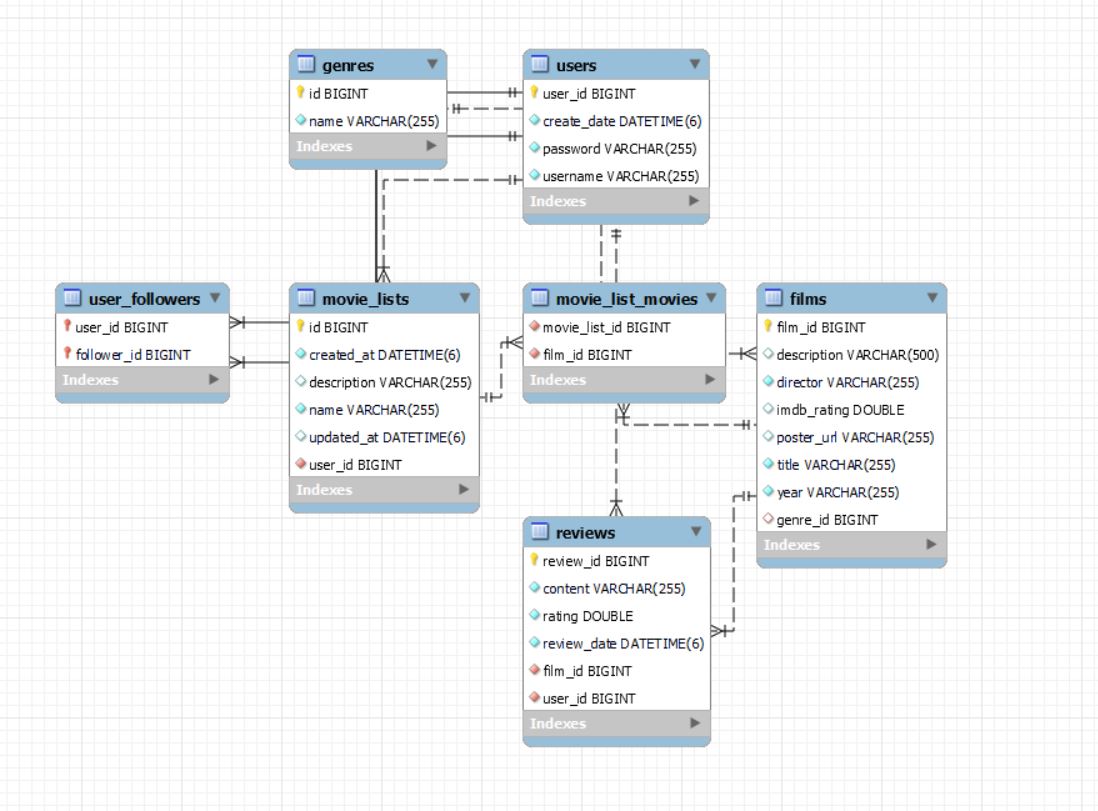 genres
id BIGINT
name VARCHAR(255)
Indexes
users
user_id BIGINT
create_date DATETIME(6)
password VARCHAR(255)
username VARCHAR(255)
Indexes
user_followers
user_id BIGINT
follower_id BIGINT
Indexes
movie_lists
id BIGINT
created_at DATETIME(6)
description VARCHAR(255)
name VARCHAR(255)
updated_at DATETIME(6)
user_id BIGINT
Indexes
movie_list_movies
movie_list_id BIGINT
film_id BIGINT
Indexes
films
film_id BIGINT
description VARCHAR(500)
director VARCHAR(255)
imdb_rating DOUBLE
poster_url VARCHAR(255)
title VARCHAR(255)
year VARCHAR(255)
genre_id BIGINT
Indexes
reviews
review_id BIGINT
content VARCHAR(255)
rating DOUBLE
review_date DATETIME(6)
film_id BIGINT
user_id BIGINT
Indexes